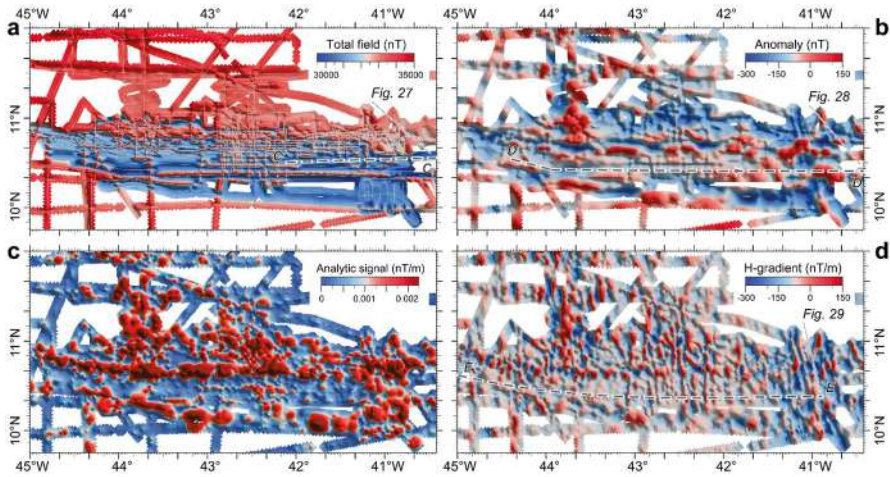 45°W 44° 43° 42° 41°W 45°W 44° 43° 42° 41°W
a
Total field (nT)
30000 35000
Fig. 27
11°N
10°N
C
C
b
Anomaly (nT)
-300 -150 0 150
Fig. 28
11°N
10°N
D
D
c
Analytic signal (nT/m)
0 0.001 0.002
11°N
10°N
d
H-gradient (nT/m)
-300 -150 0 150
Fig. 29
11°N
10°N
E
E
45°W 44° 43° 42° 41°W 45°W 44° 43° 42° 41°W